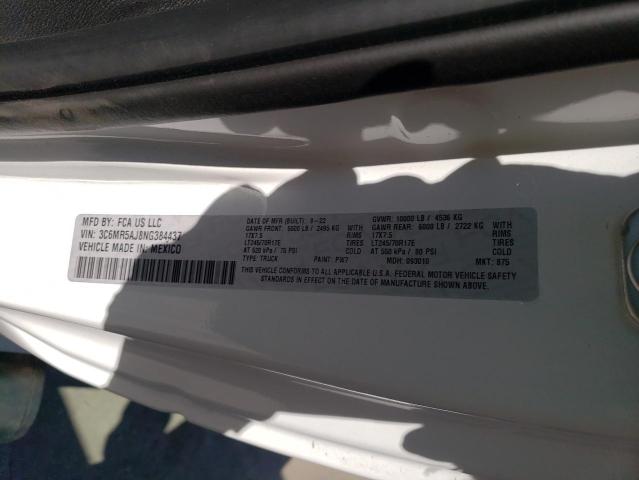 MFD BY: FCA US LLC
VIN: 3C6MR5AJ8NG384437
VEHICLE MADE IN: MEXICO
DATE OF MFR (BUILT): 9-22 GVWR: 10000 LB / 4536 KG
GAWR FRONT: 5500 LB / 2495 KG WITH GAWR REAR: 6000 LB / 2722 KG WITH
17X7.5 RIMS 17X7.5 RIMS
LT245/70R17E TIRES LT245/70R17E TIRES
AT 520 kPa / 75 PSI COLD AT 550 kPa / 80 PSI COLD
TYPE: TRUCK PAINT: PW7 MDH: 093010 MKT: 875
THIS VEHICLE CONFORMS TO ALL APPLICABLE U.S.A. FEDERAL MOTOR VEHICLE SAFETY
STANDARDS IN EFFECT ON THE DATE OF MANUFACTURE SHOWN ABOVE.